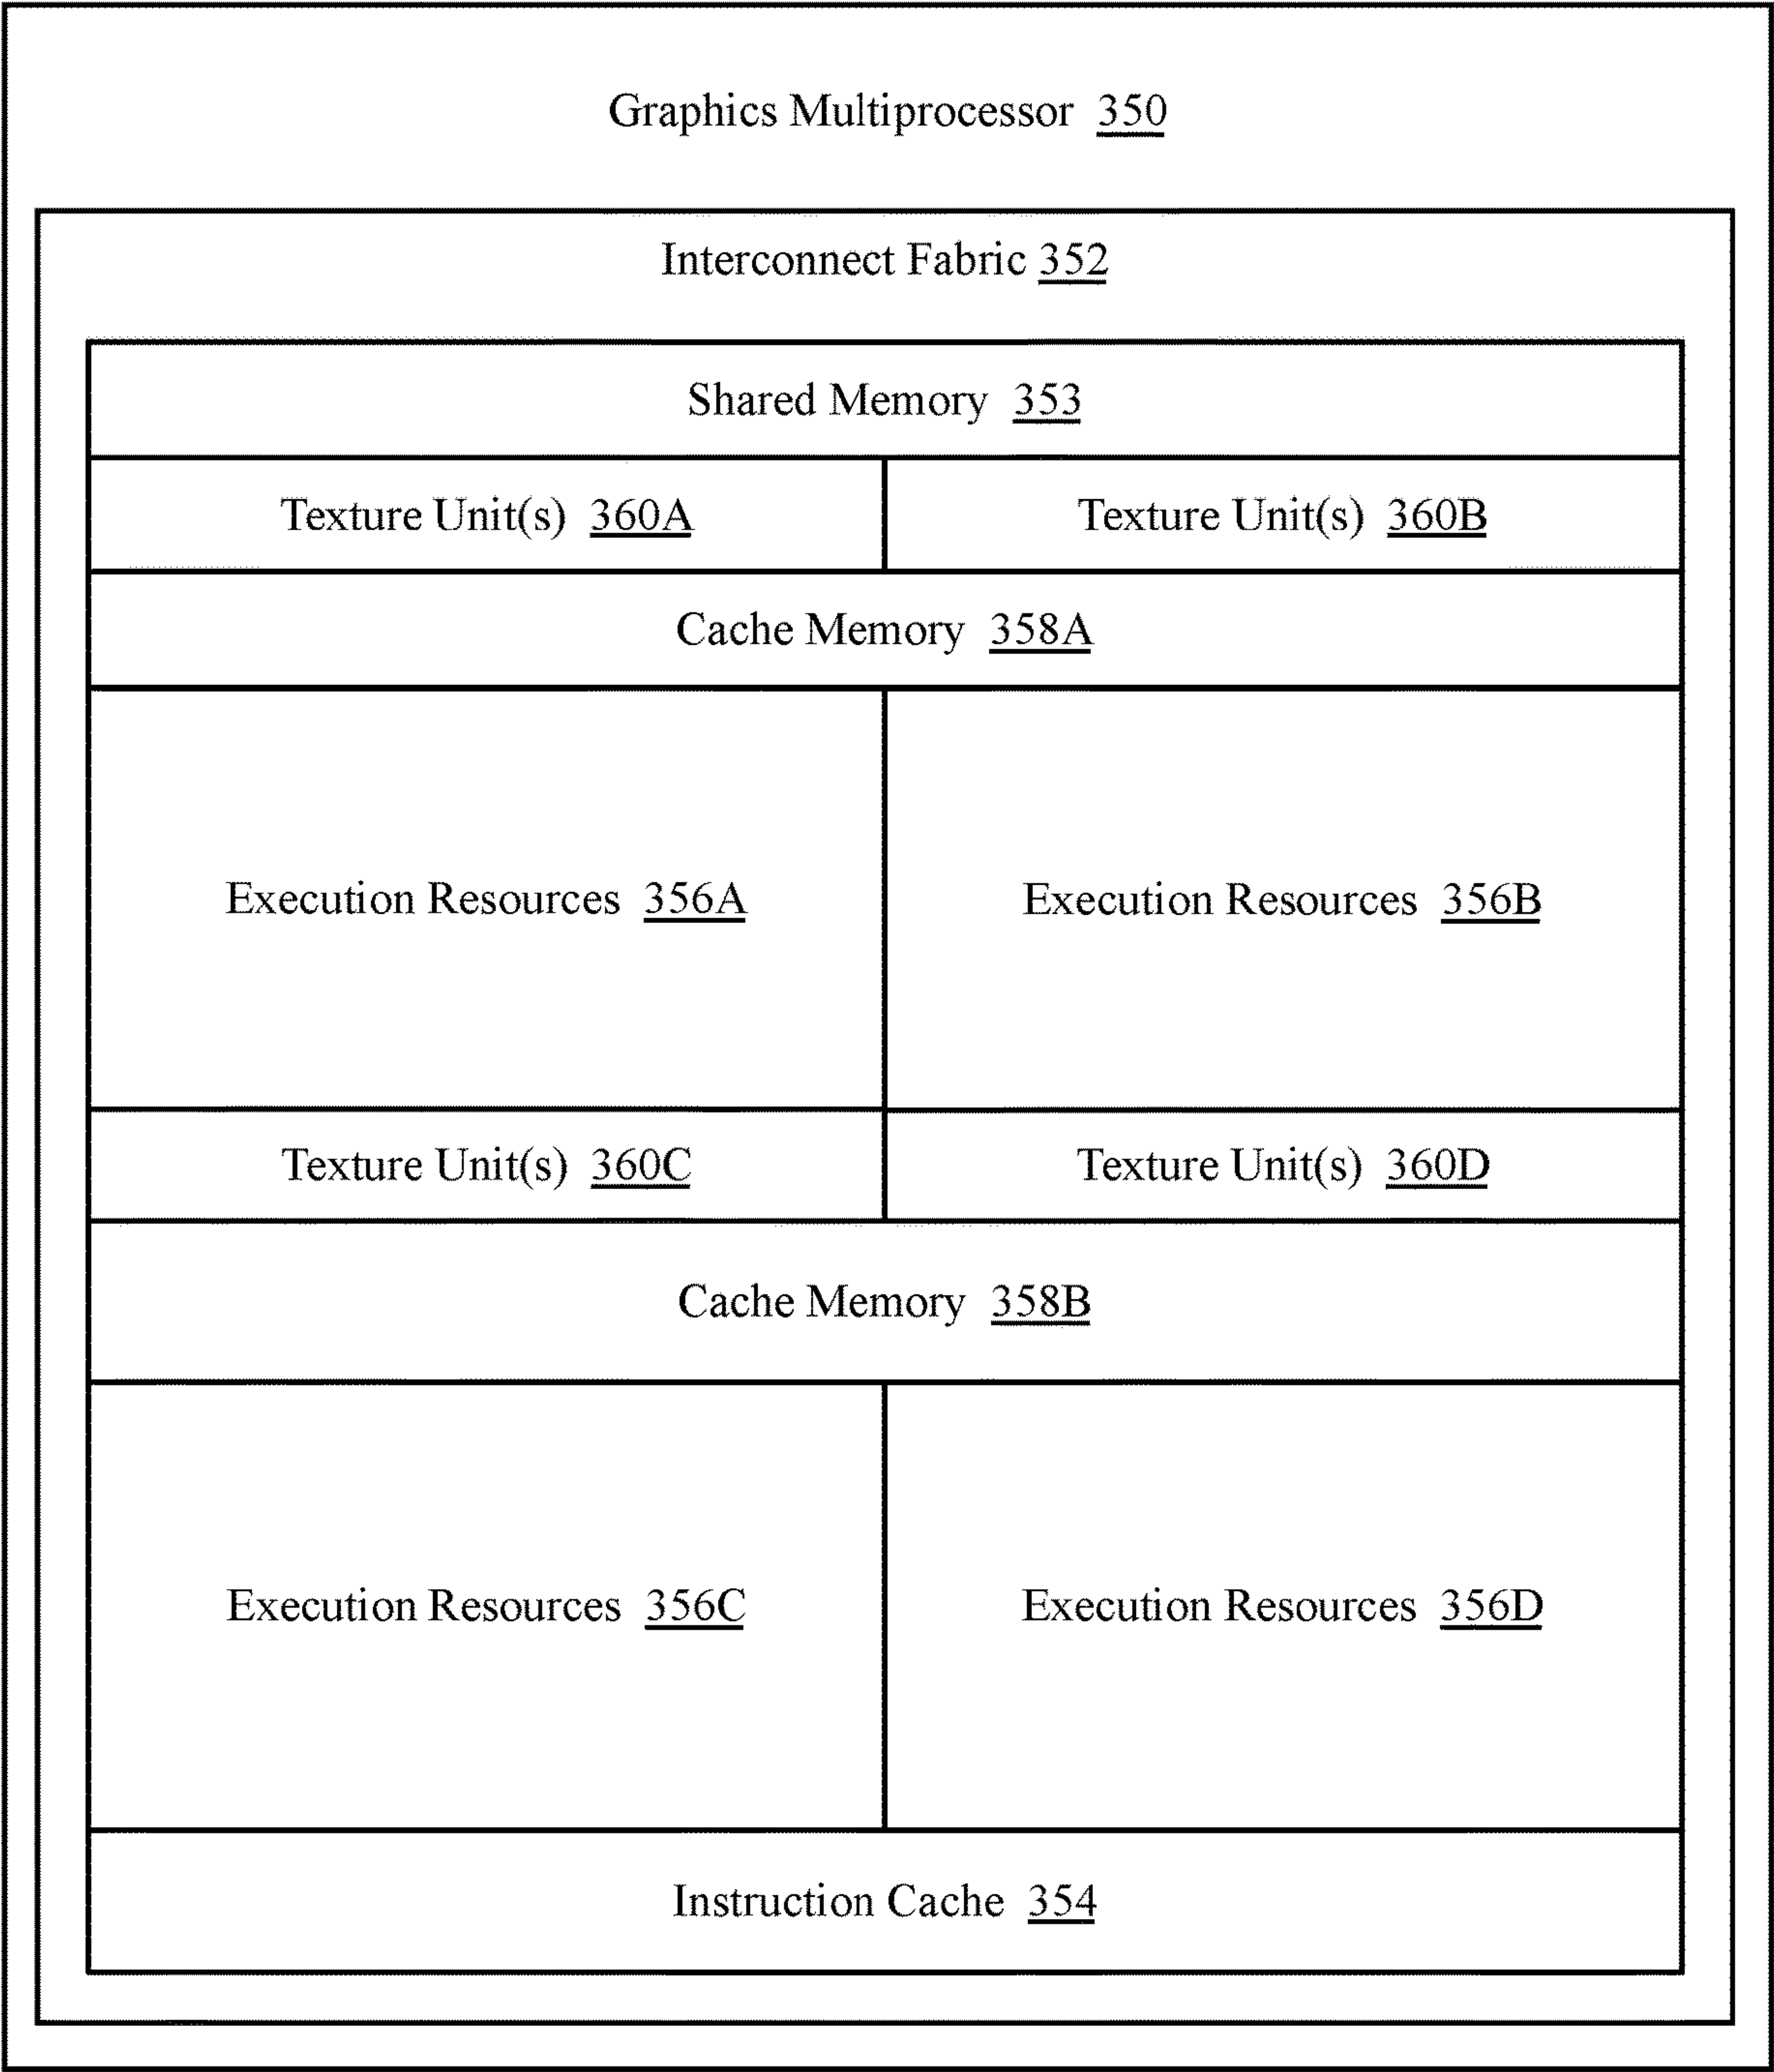 Graphics Multiprocessor 350
Interconnect Fabric 352
Shared Memory 353
Texture Unit(s) 360A
Texture Unit(s) 360B
Cache Memory 358A
Execution Resources 356A
Execution Resources 356B
Texture Unit(s) 360C
Texture Unit(s) 360D
Cache Memory 358B
Execution Resources 356C
Execution Resources 356D
Instruction Cache 354